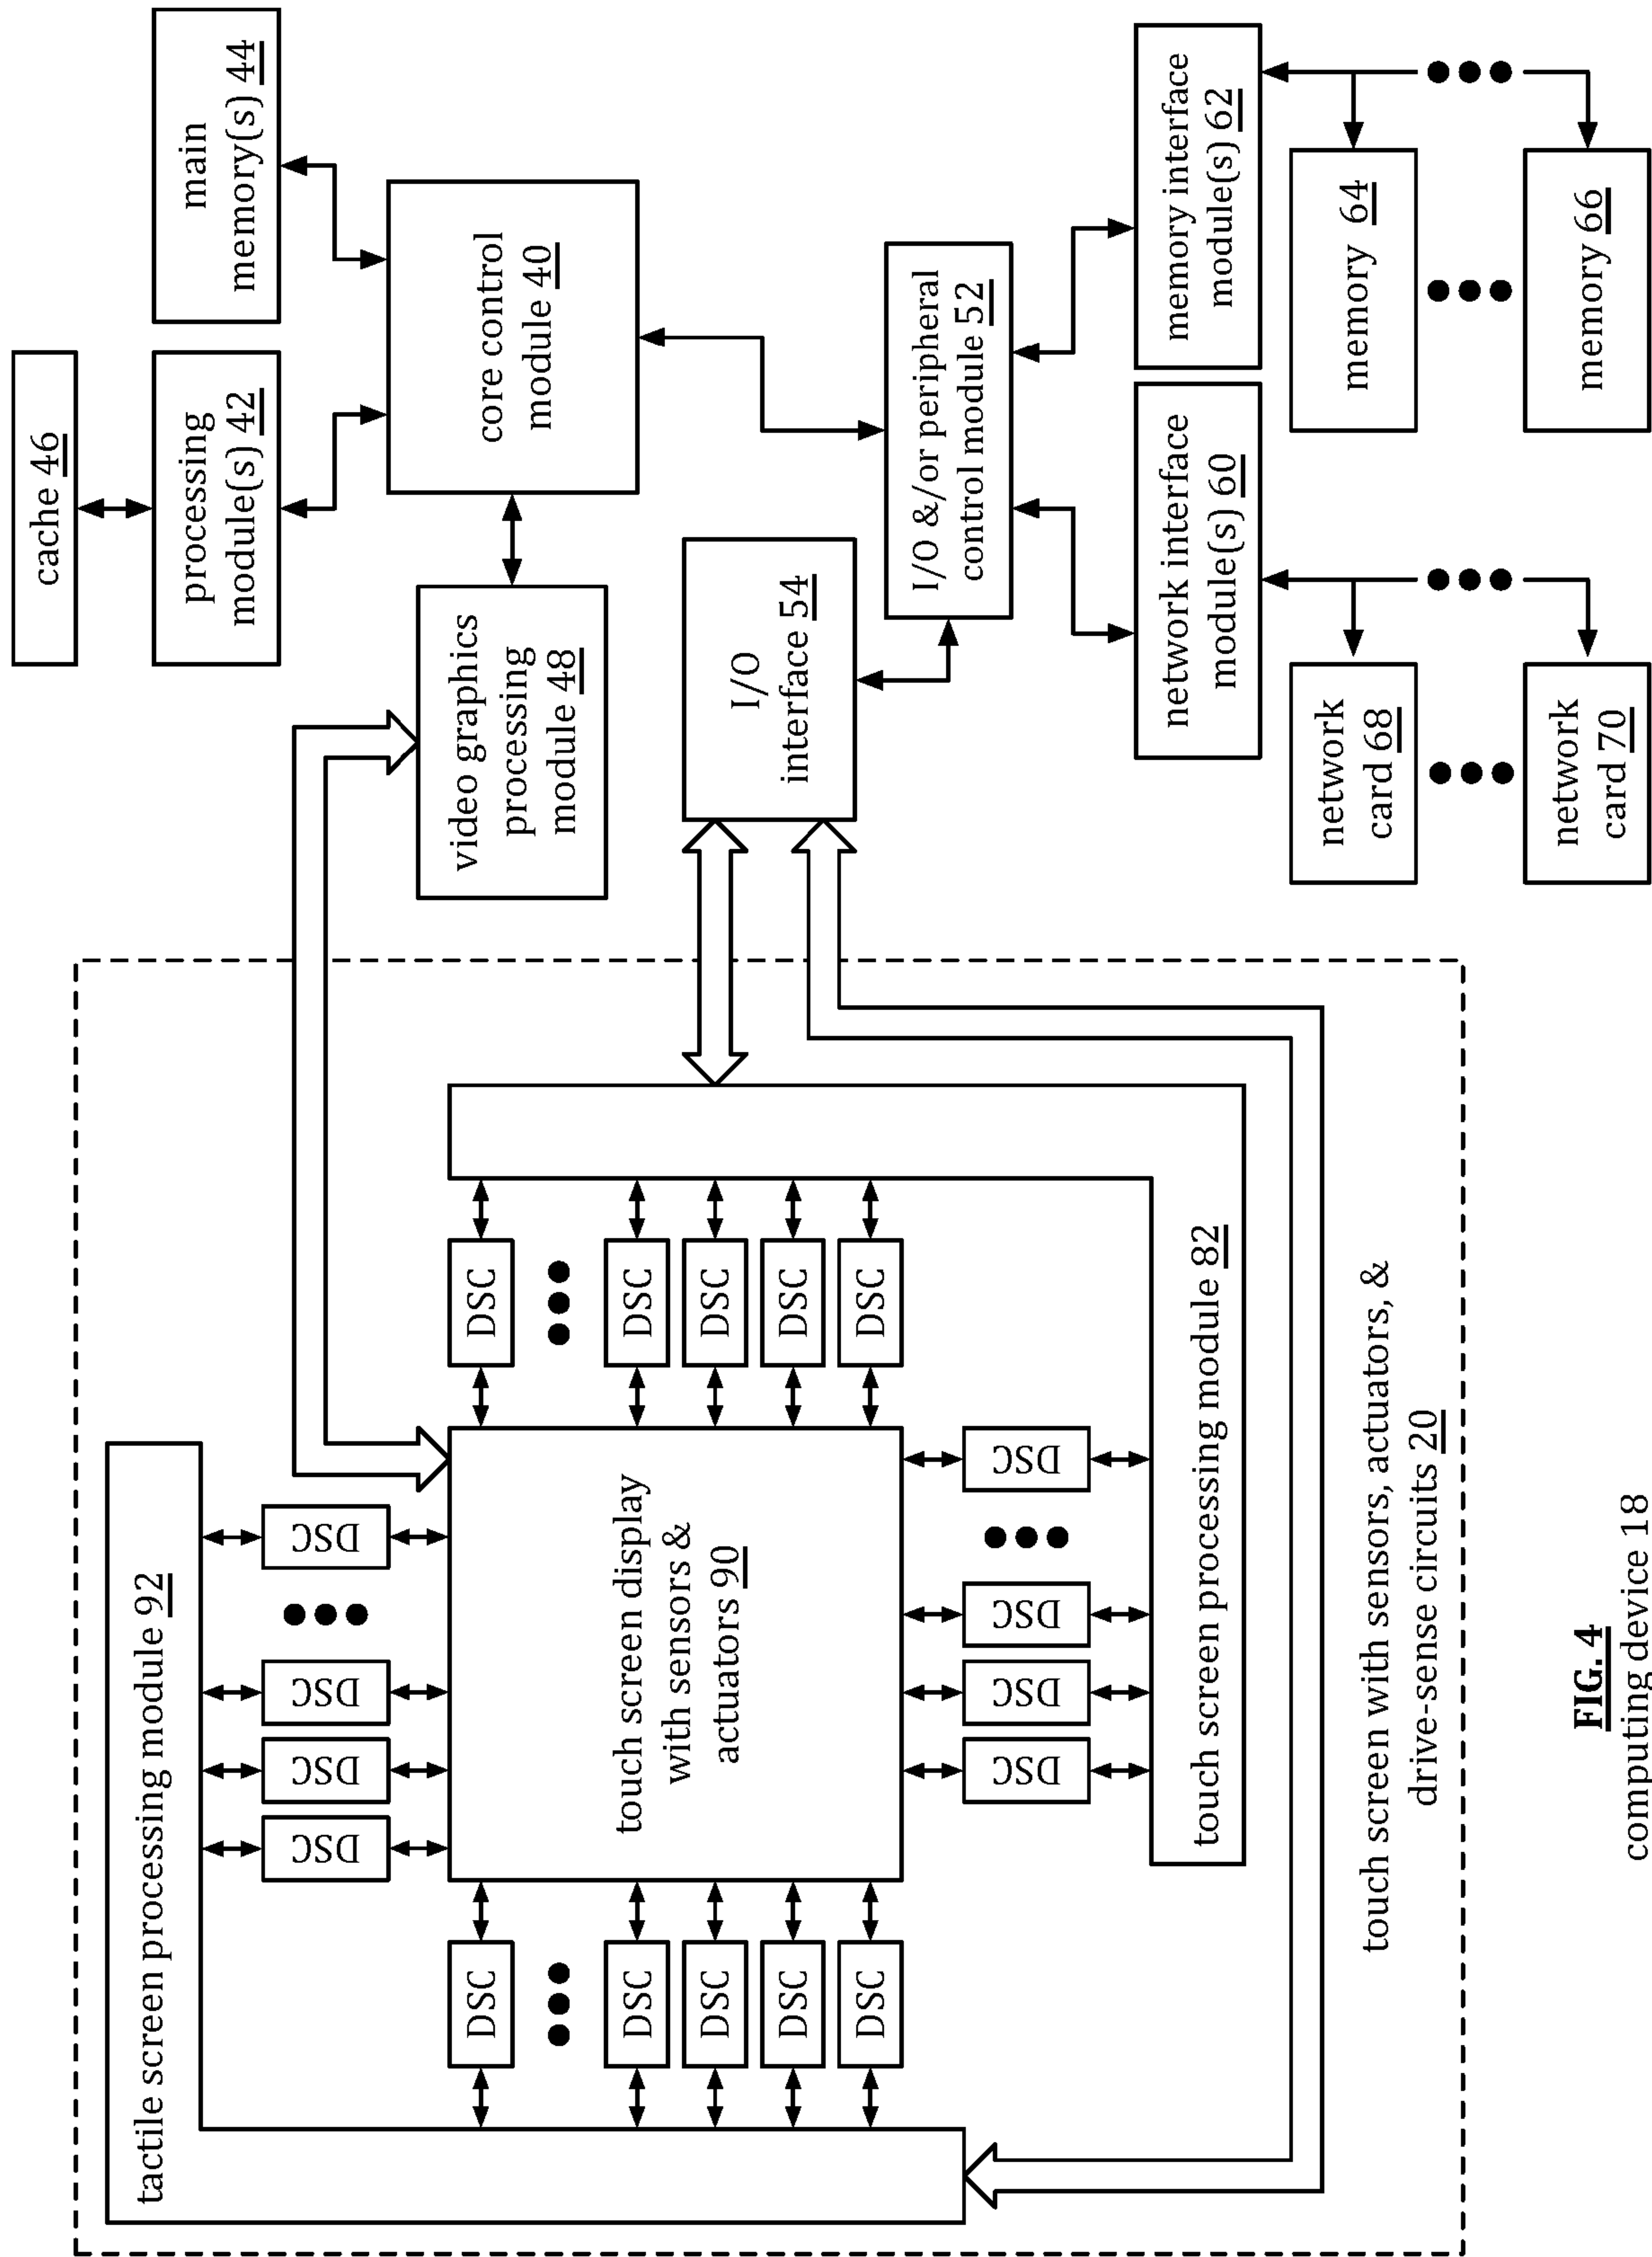 cache 46
processing
module(s) 42
main
memory(s) 44
core control
module 40
video graphics
processing
module 48
I/O
interface 54
I/O &/or peripheral
control module 52
network interface
module(s) 60
memory interface
module(s) 62
network
card 68
network
card 70
memory 64
memory 66
tactile screen processing module 92
DSC
DSC
DSC
DSC
DSC
DSC
DSC
DSC
DSC
touch screen display
with sensors &
actuators 90
DSC
DSC
DSC
DSC
DSC
DSC
DSC
DSC
DSC
touch screen processing module 82
touch screen with sensors, actuators, &
drive-sense circuits 20
FIG. 4
computing device 18